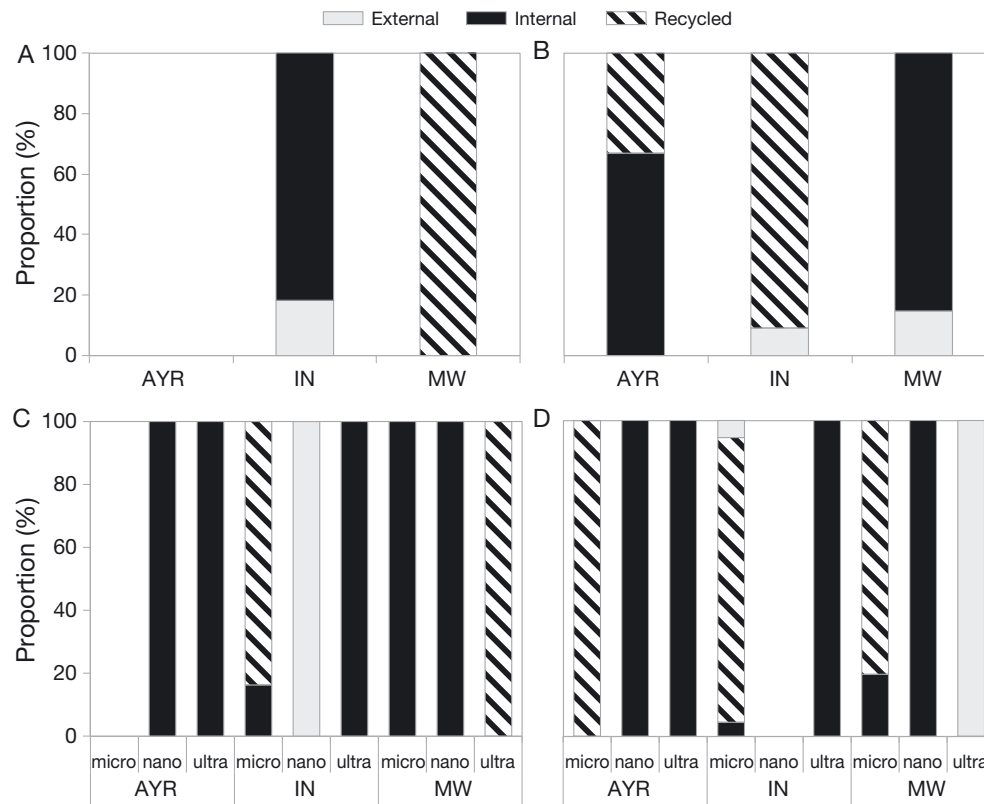 External Internal Recycled
A B
100
80
60
40
20
0
Proportion (%)
AYR IN MW AYR IN MW
C D
100
80
60
40
20
0
Proportion (%)
micro nano ultra micro nano ultra micro nano ultra micro nano ultra micro nano ultra micro nano ultra
AYR IN MW AYR IN MW